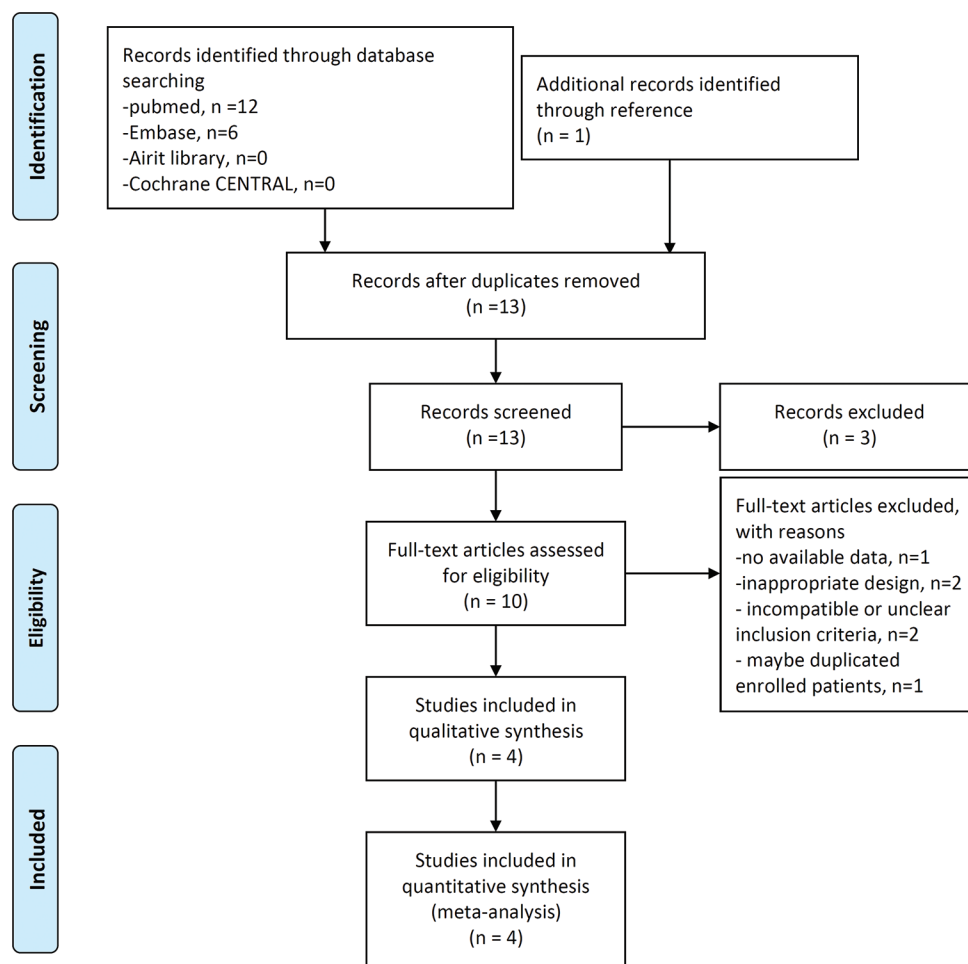 Identification
Records identified through database
searching
-pubmed, n =12
-Embase, n=6
-Airit library, n=0
-Cochrane CENTRAL, n=0
Additional records identified
through reference
(n = 1)
Screening
Records after duplicates removed
(n =13)
Records screened
(n =13)
Records excluded
(n = 3)
Eligibility
Full-text articles assessed
for eligibility
(n = 10)
Full-text articles excluded,
with reasons
-no available data, n=1
-inappropriate design, n=2
- incompatible or unclear
inclusion criteria, n=2
- maybe duplicated
enrolled patients, n=1
Studies included in
qualitative synthesis
(n = 4)
Included
Studies included in
quantitative synthesis
(meta-analysis)
(n = 4)